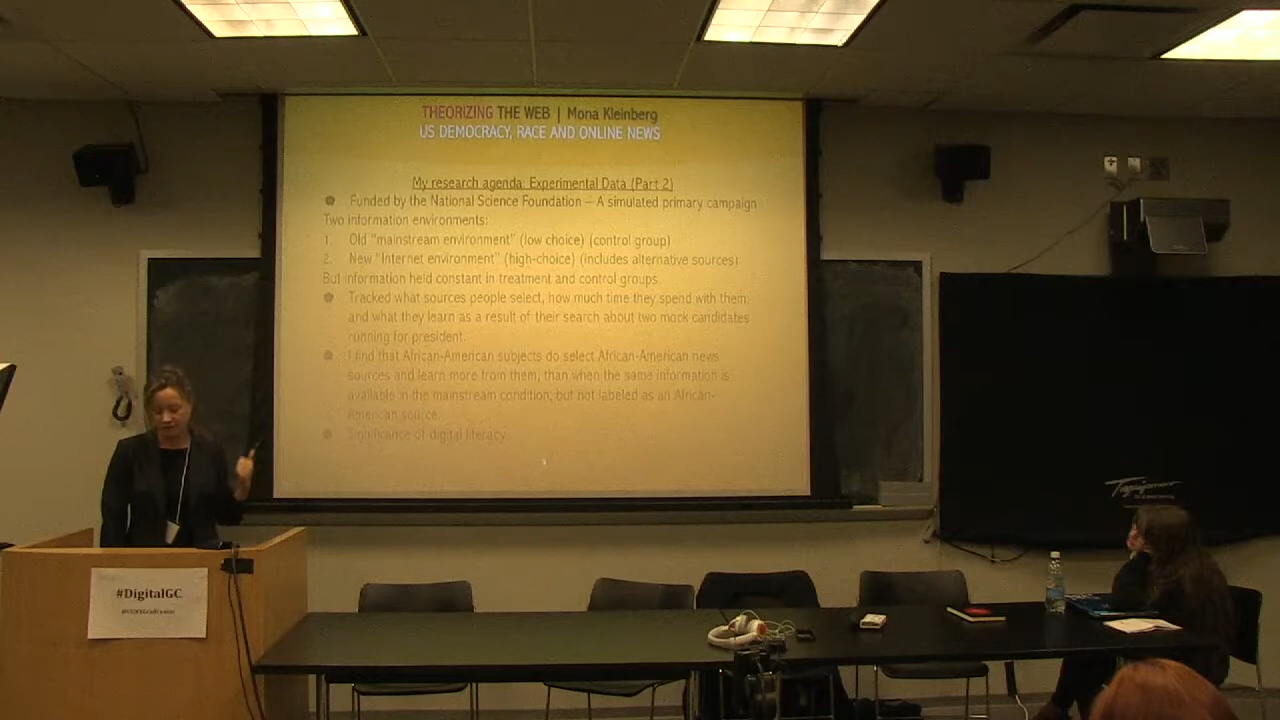 THEORIZING THE WEB | Mona Kleinberg
US DEMOCRACY, RACE AND ONLINE NEWS
My research agenda: Experimental Data (Part 2)
Funded by the National Science Foundation – A simulated primary campaign
Two information environments:
1. Old "mainstream environment" (low choice) (control group)
2. New "Internet environment" (high-choice) (includes alternative sources)
But information held constant in treatment and control groups.
Tracked what sources people select, how much time they spend with them,
and what they learn as a result of their search about two mock candidates
running for president.
I find that African-American subjects do select African-American news
sources and learn more from them, than when the same information is
available in the mainstream condition, but not labeled as an African-
American source.
Significance of digital literacy.
#DigitalGC